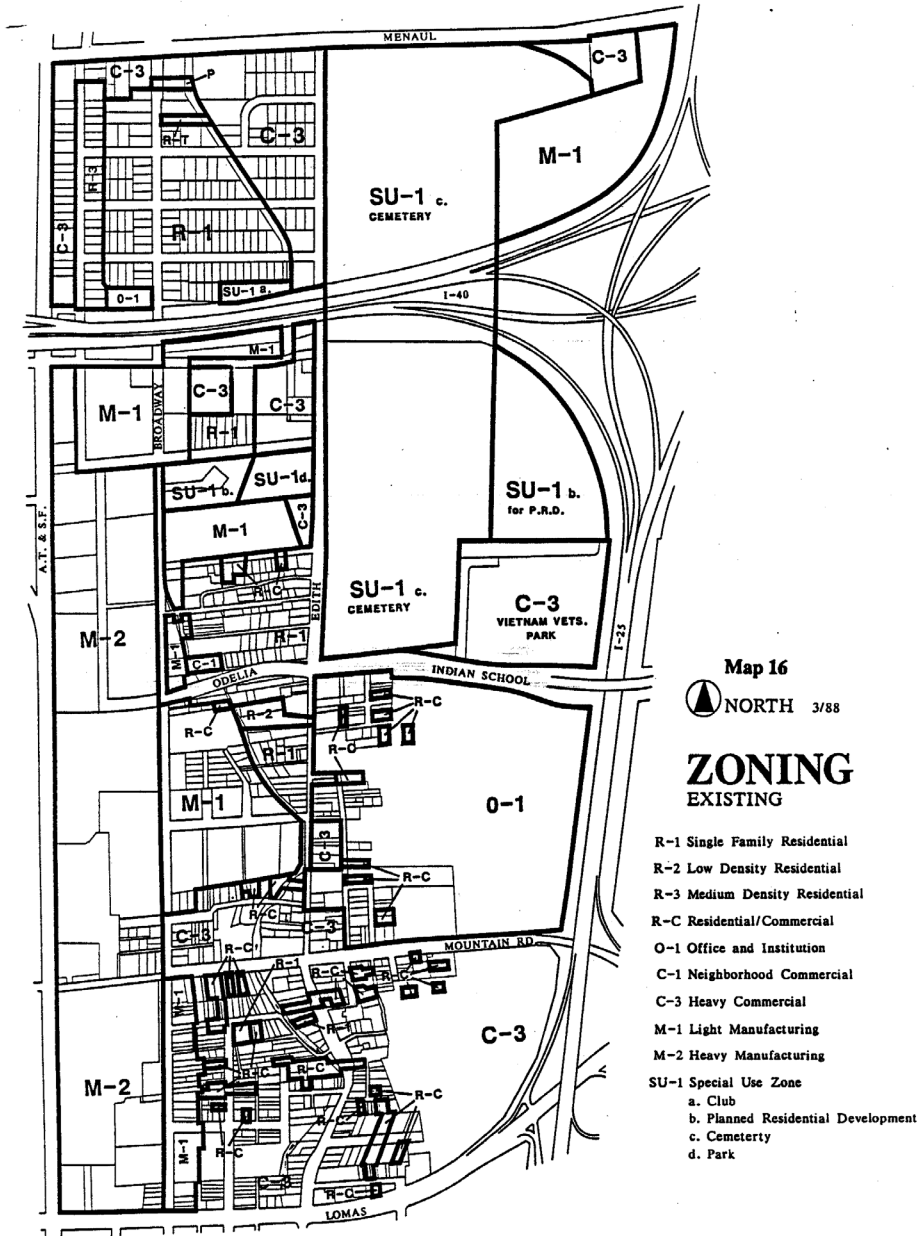 MENAUL
C-3
P
C-3
R-T
C-3
R-3
M-1
SU-1 c.
CEMETERY
C-3
R-1
SU-1 a.
O-1
I-40
M-1
C-3
C-3
M-1
BROADWAY
R-1
SU-1 b.
SU-1 d.
SU-1 b.
for P.R.D.
C-3
M-1
A.T. & S.F.
R-C
EDITH
SU-1 c.
CEMETERY
C-3
VIETNAM VETS.
PARK
M-2
R-1
M-1
C-1
I-25
ODELIA
INDIAN SCHOOL
R-C
R-2
R-C
R-C
R-1
M-1
O-1
C-3
R-C
R-C
R-C
C-3
C-3
MOUNTAIN RD.
R-C
R-1
R-C
R-C
M-1
R-1
C-3
M-2
R-C
R-C
R-C
R-C
R-C
M-1
C-3
R-C
LOMAS
Map 16
NORTH 3/88
ZONING
EXISTING
R-1 Single Family Residential
R-2 Low Density Residential
R-3 Medium Density Residential
R-C Residential/Commercial
O-1 Office and Institution
C-1 Neighborhood Commercial
C-3 Heavy Commercial
M-1 Light Manufacturing
M-2 Heavy Manufacturing
SU-1 Special Use Zone
a. Club
b. Planned Residential Development
c. Cemeterty
d. Park